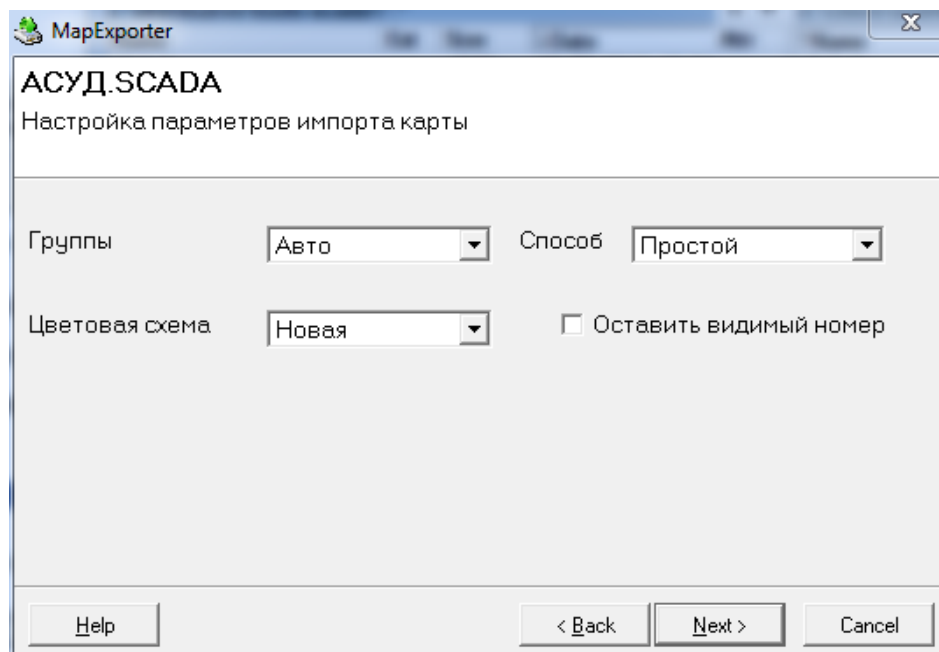 MapExporter
АСУД.SCADA
Настройка параметров импорта карты
Группы Авто Способ Простой
Цветовая схема Новая Оставить видимый номер
Help < Back Next > Cancel